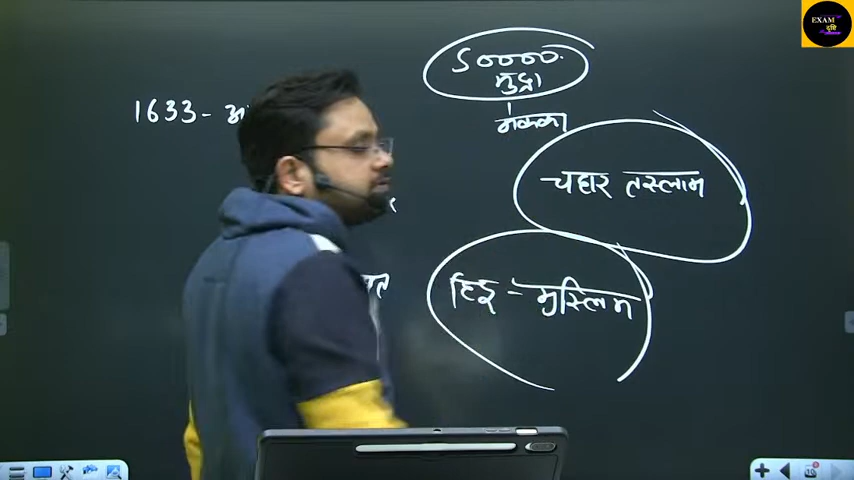 EXAM
दृष्टि
50000
मुद्रा
मक्का
1633 -
चहार तस्लाम
हिंदू - मुस्लिम